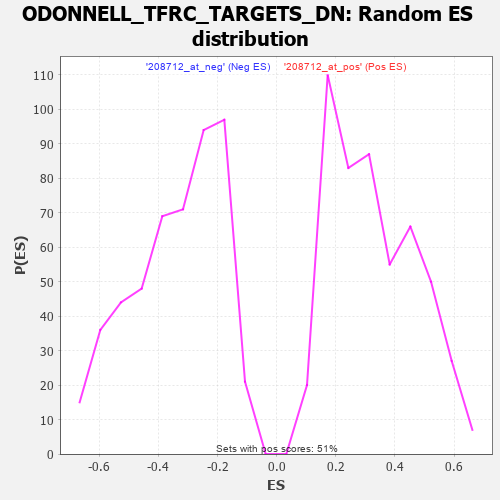 ODONNELL_TFRC_TARGETS_DN: Random ES
distribution
'208712_at_neg' (Neg ES) '208712_at_pos' (Pos ES)
110
100
90
80
70
60
50
40
30
20
10
0
P(ES)
Sets with pos scores: 51%
-0.6 -0.4 -0.2 0.0 0.2 0.4 0.6
ES